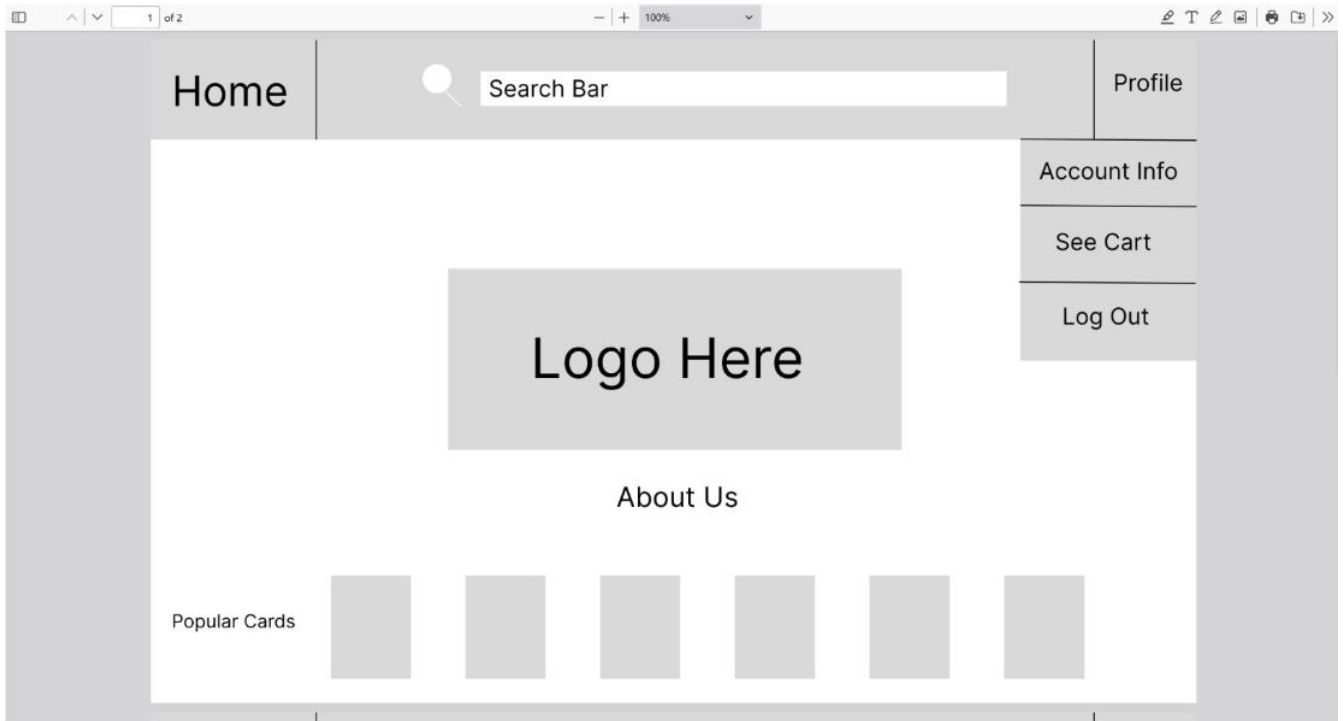 1 of 2
100%
Home
Search Bar
Profile
Account Info
See Cart
Log Out
Logo Here
About Us
Popular Cards